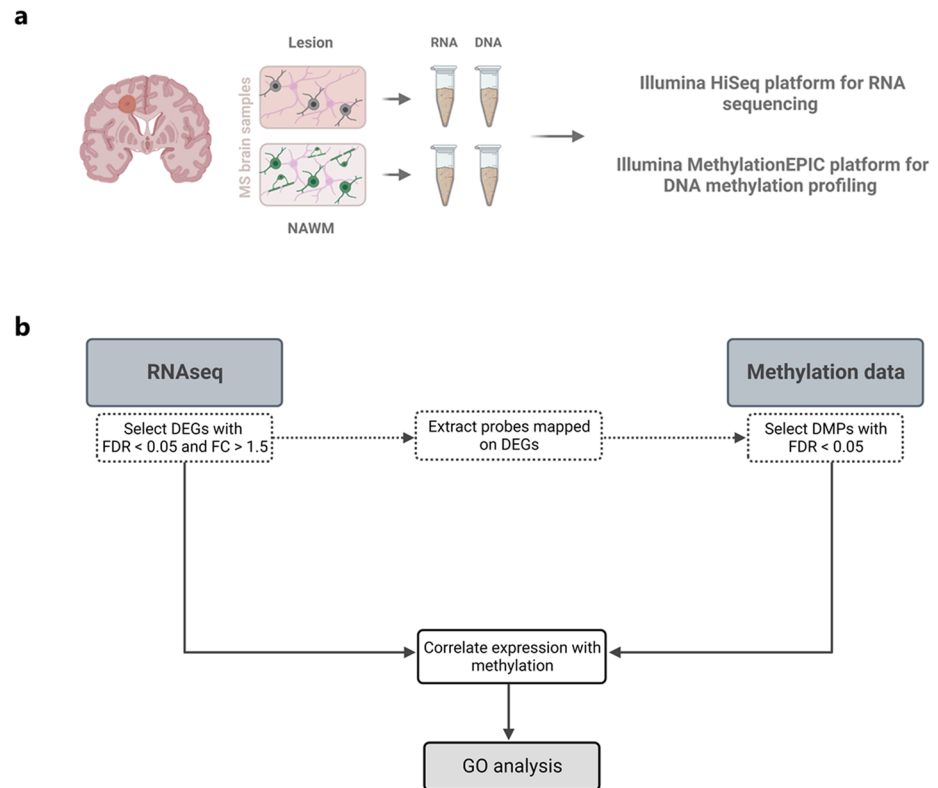 a
Lesion
RNA DNA
MS brain samples
NAWM
Illumina HiSeq platform for RNA
sequencing
Illumina MethylationEPIC platform for
DNA methylation profiling
b
RNAseq
Methylation data
Select DEGs with
FDR < 0.05 and FC > 1.5
Extract probes mapped
on DEGs
Select DMPs with
FDR < 0.05
Correlate expression with
methylation
GO analysis